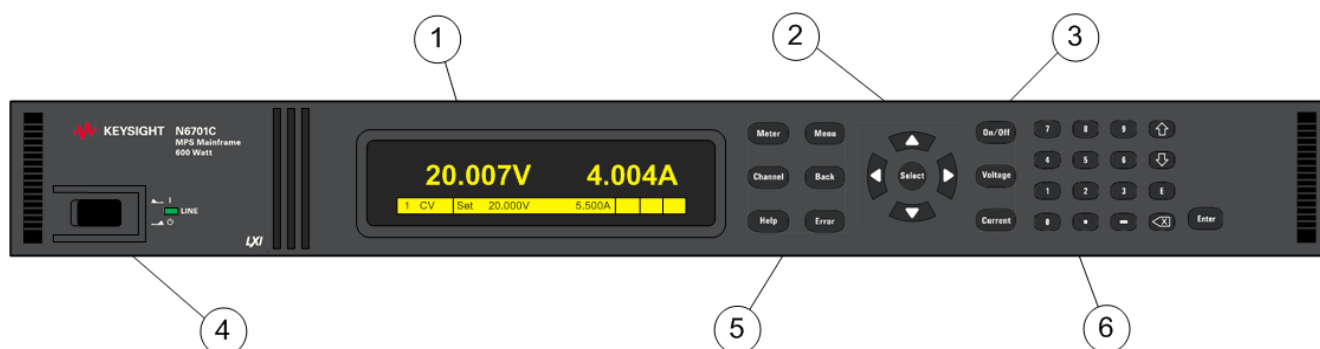 1
2
3
KEYSIGHT N6701C
MPS Mainframe
600 Watt
LINE
LXI
20.007V 4.004A
1 CV Set 20.000V 5.500A
Meter Menu
Channel Back
Help Error
Select
On/Off
Voltage
Current
7 8 9
4 5 6
1 2 3 E
0 . - Enter
4
5
6